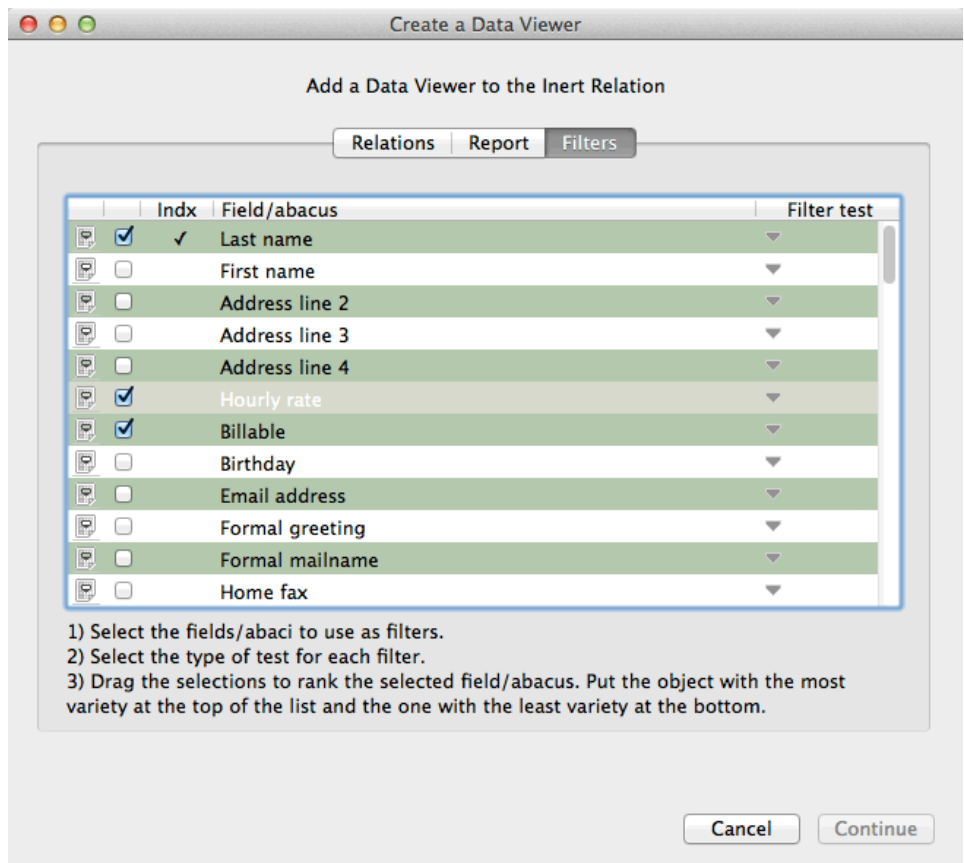 Create a Data Viewer
Add a Data Viewer to the Inert Relation
Relations Report Filters
Indx Field/abacus Filter test
✓ Last name
First name
Address line 2
Address line 3
Address line 4
Hourly rate
Billable
Birthday
Email address
Formal greeting
Formal mailname
Home fax
1) Select the fields/abaci to use as filters.
2) Select the type of test for each filter.
3) Drag the selections to rank the selected field/abacus. Put the object with the most
variety at the top of the list and the one with the least variety at the bottom.
Cancel Continue